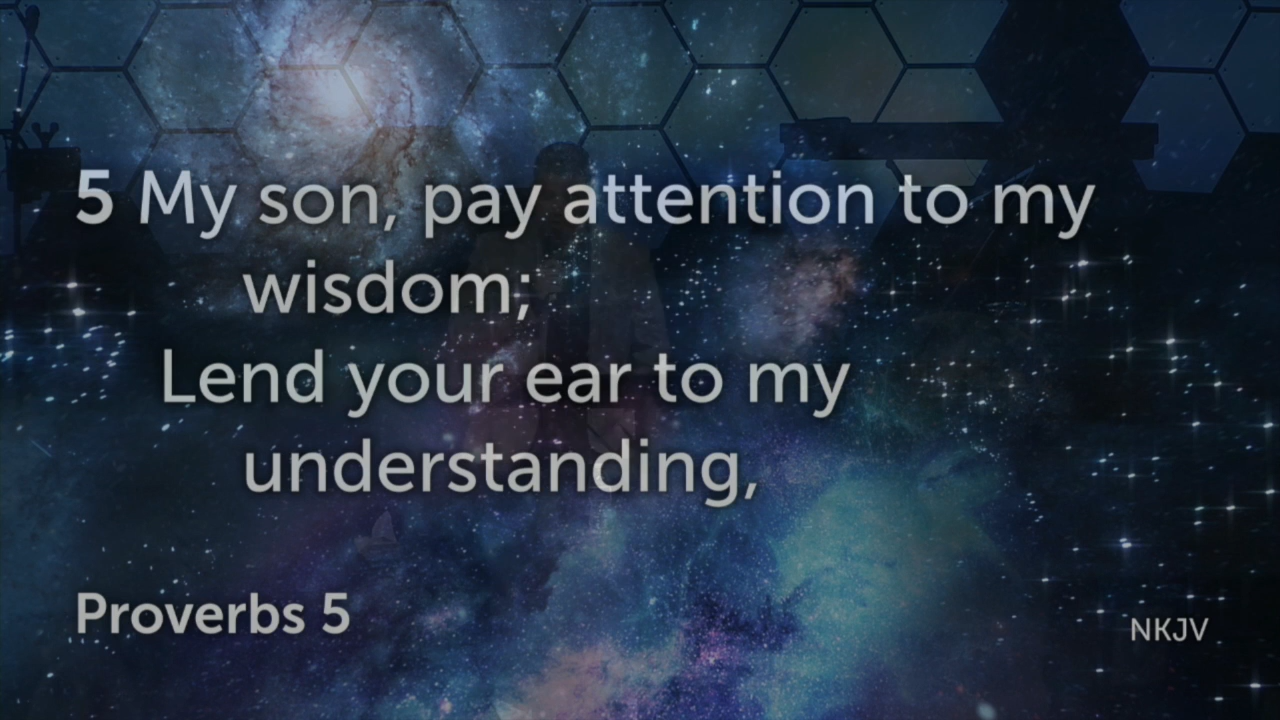 5 My son, pay attention to my
wisdom;
Lend your ear to my
understanding,
Proverbs 5
NKJV